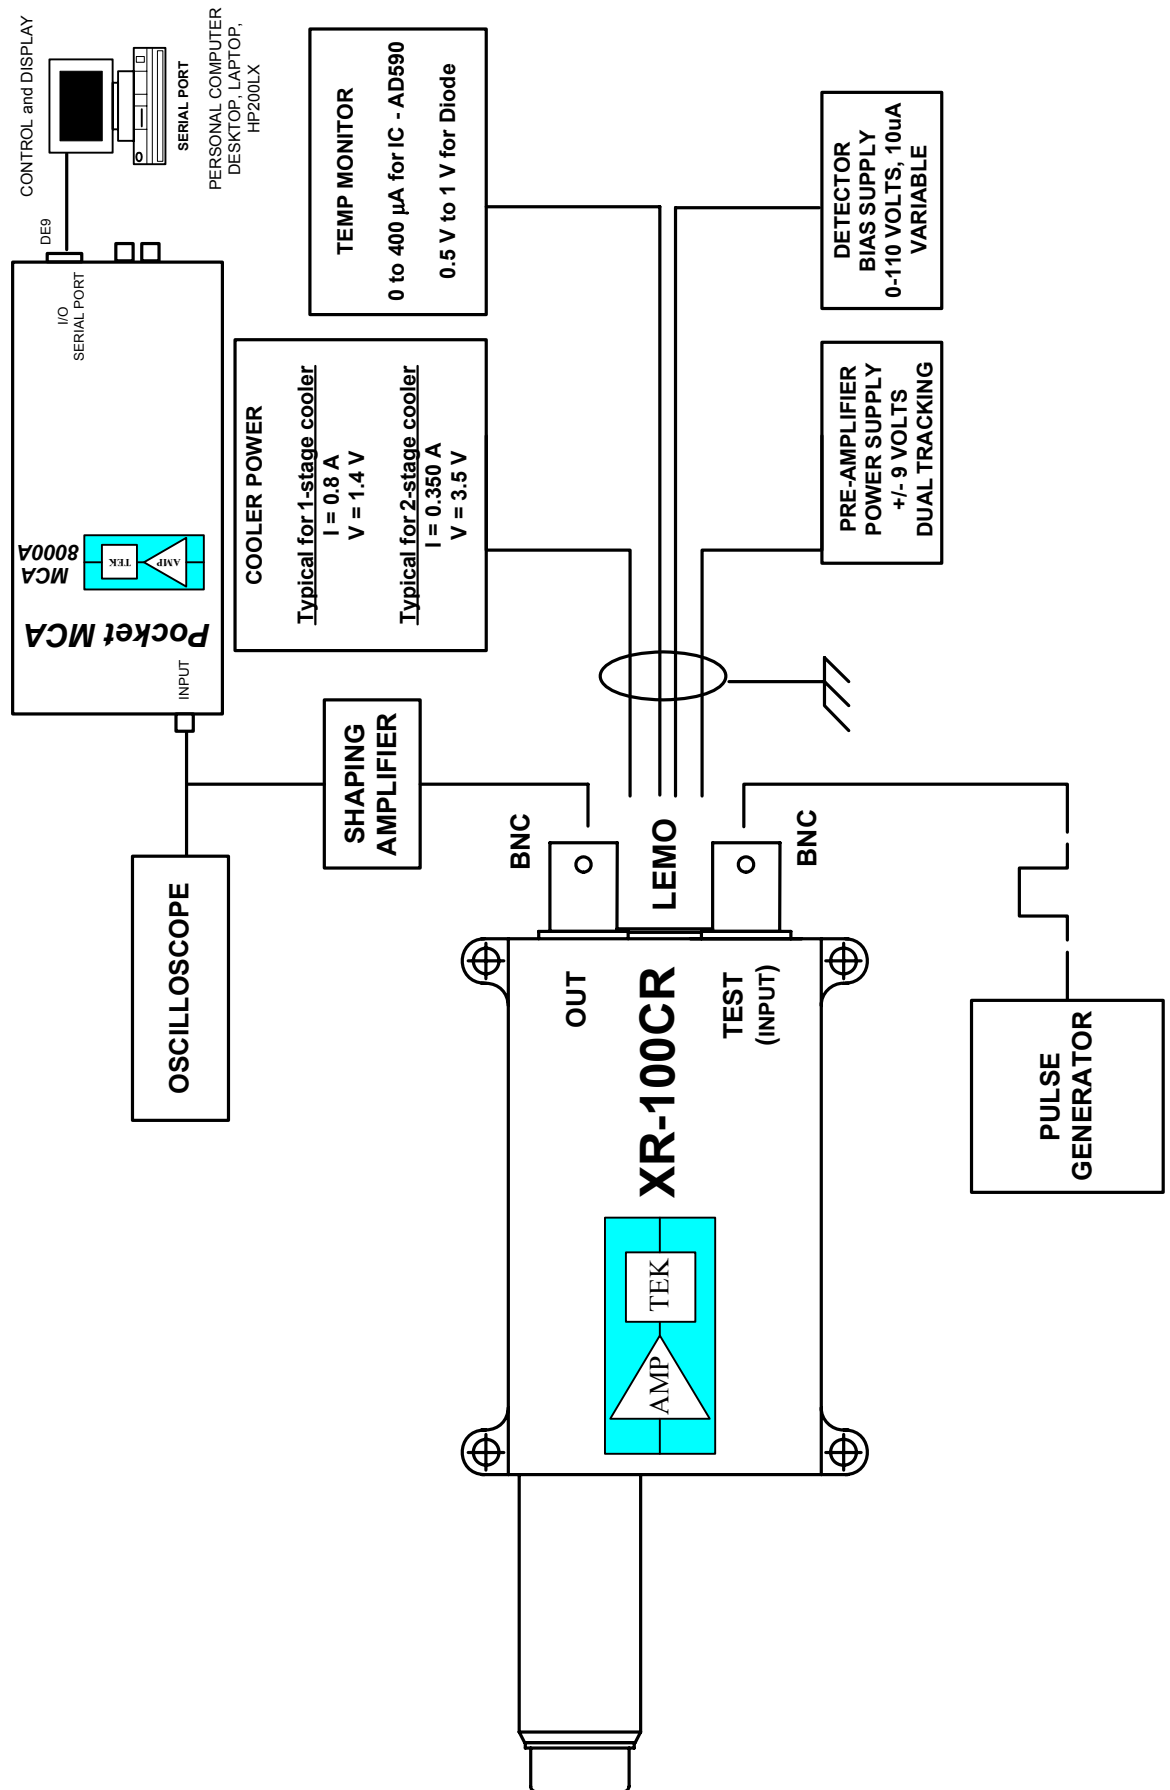 CONTROL and DISPLAY
SERIAL PORT
PERSONAL COMPUTER
DESKTOP, LAPTOP,
HP200LX
DE9
I/O
SERIAL PORT
MCA
8000A
AMP
TEK
Pocket MCA
INPUT
TEMP MONITOR
0 to 400 µA for IC - AD590
0.5 V to 1 V for Diode
COOLER POWER
Typical for 1-stage cooler
I = 0.8 A
V = 1.4 V
Typical for 2-stage cooler
I = 0.350 A
V = 3.5 V
DETECTOR
BIAS SUPPLY
0-110 VOLTS, 10uA
VARIABLE
PRE-AMPLIFIER
POWER SUPPLY
+/- 9 VOLTS
DUAL TRACKING
SHAPING
AMPLIFIER
OSCILLOSCOPE
BNC
LEMO
BNC
OUT
XR-100CR
TEST
(INPUT)
AMP
TEK
PULSE
GENERATOR